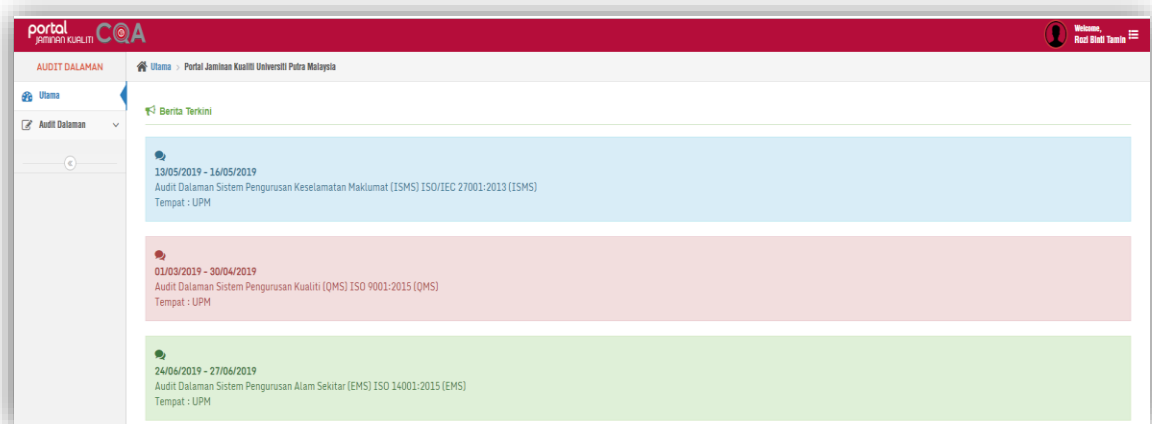 portal
JAMINAN KUALITI CQA
Welcome,
Rozi Binti Tamin
AUDIT DALAMAN
Utama > Portal Jaminan Kualiti Universiti Putra Malaysia
Utama
Audit Dalaman
Berita Terkini
13/05/2019 - 16/05/2019
Audit Dalaman Sistem Pengurusan Keselamatan Maklumat (ISMS) ISO/IEC 27001:2013 (ISMS)
Tempat : UPM
01/03/2019 - 30/04/2019
Audit Dalaman Sistem Pengurusan Kualiti (QMS) ISO 9001:2015 (QMS)
Tempat : UPM
24/06/2019 - 27/06/2019
Audit Dalaman Sistem Pengurusan Alam Sekitar (EMS) ISO 14001:2015 (EMS)
Tempat : UPM